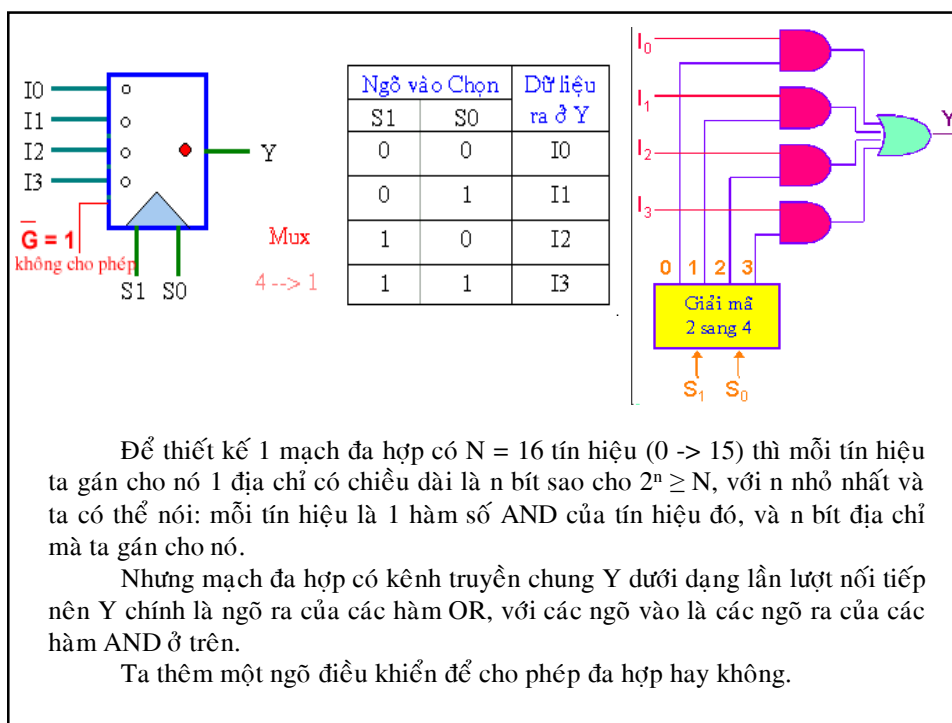 I0
I1
I2
I3
Y
G = 1
không cho phép
S1 S0
Mux
4 --> 1
Ngõ vào Chọn Dữ liệu ra ở Y
S1 S0
0 0 I0
0 1 I1
1 0 I2
1 1 I3
I0
I1
I2
I3
Y
0 1 2 3
Giải mã
2 sang 4
S1 S0
Để thiết kế 1 mạch đa hợp có N = 16 tín hiệu (0 -> 15) thì mỗi tín hiệu
ta gán cho nó 1 địa chỉ có chiều dài là n bít sao cho 2ⁿ ≥ N, với n nhỏ nhất và
ta có thể nói: mỗi tín hiệu là 1 hàm số AND của tín hiệu đó, và n bít địa chỉ
mà ta gán cho nó.
Nhưng mạch đa hợp có kênh truyền chung Y dưới dạng lần lượt nối tiếp
nên Y chính là ngõ ra của các hàm OR, với các ngõ vào là các ngõ ra của các
hàm AND ở trên.
Ta thêm một ngõ điều khiển để cho phép đa hợp hay không.